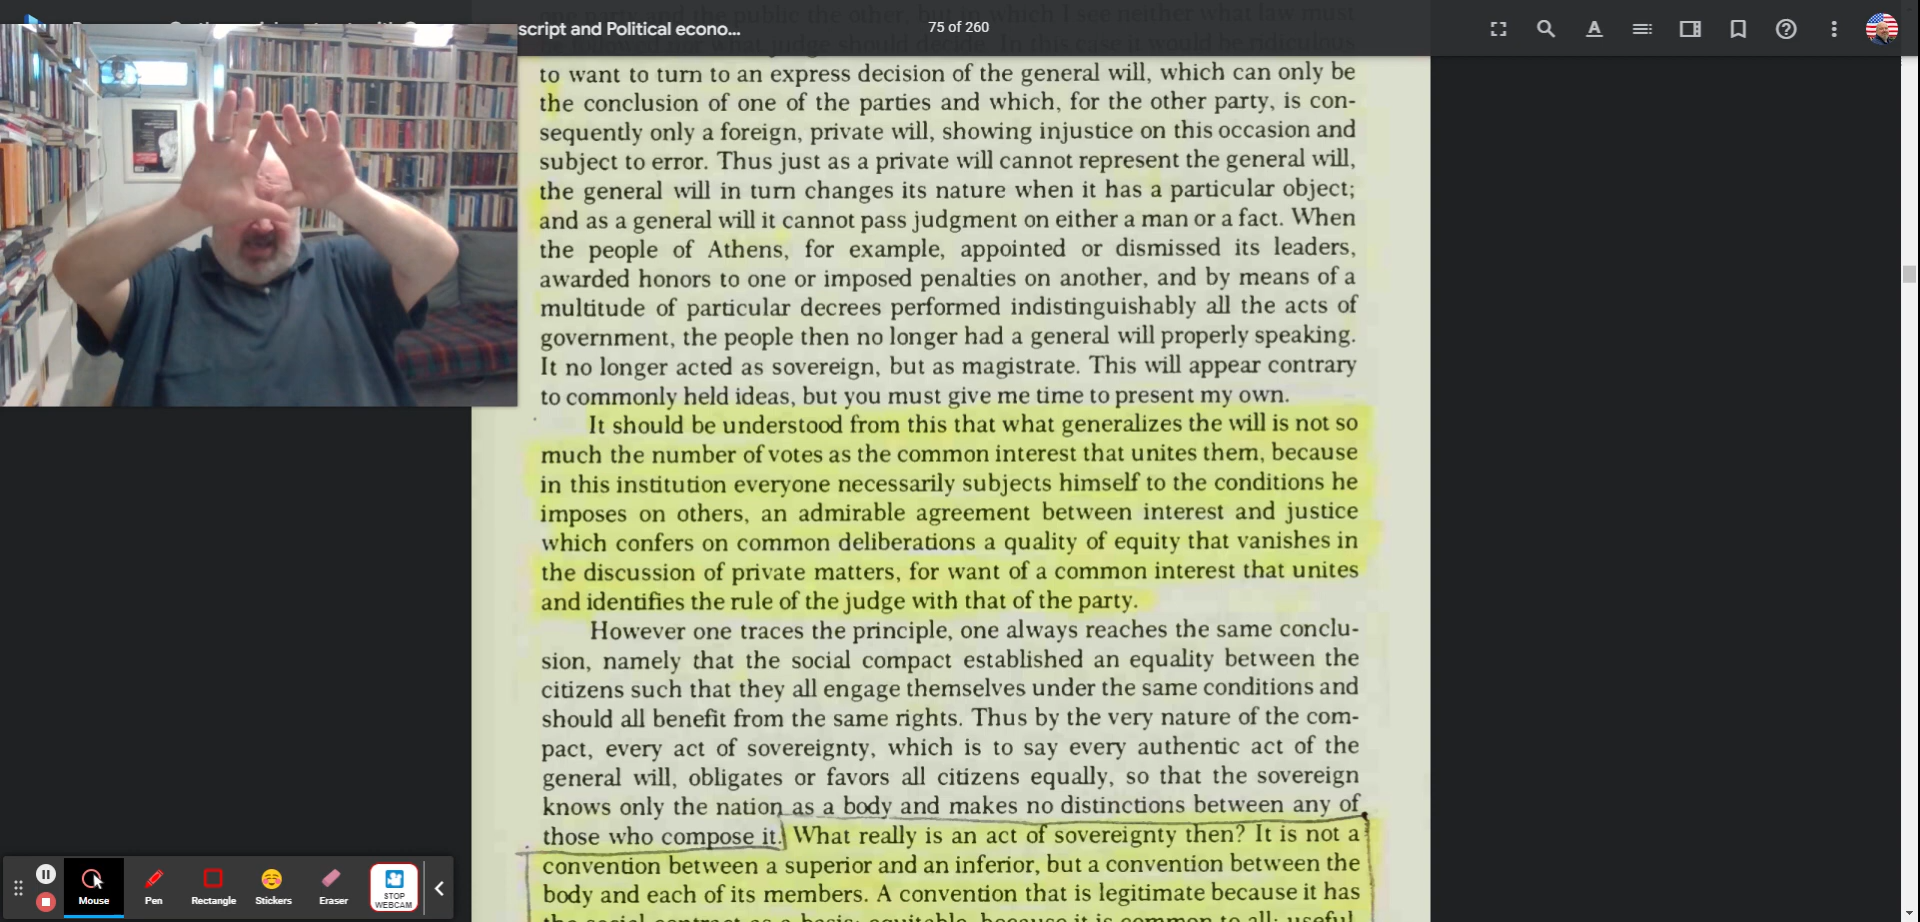 script and Political econo...
75 of 260
to want to turn to an express decision of the general will, which can only be
the conclusion of one of the parties and which, for the other party, is con-
sequently only a foreign, private will, showing injustice on this occasion and
subject to error. Thus just as a private will cannot represent the general will,
the general will in turn changes its nature when it has a particular object;
and as a general will it cannot pass judgment on either a man or a fact. When
the people of Athens, for example, appointed or dismissed its leaders,
awarded honors to one or imposed penalties on another, and by means of a
multitude of particular decrees performed indistinguishably all the acts of
government, the people then no longer had a general will properly speaking.
It no longer acted as sovereign, but as magistrate. This will appear contrary
to commonly held ideas, but you must give me time to present my own.
It should be understood from this that what generalizes the will is not so
much the number of votes as the common interest that unites them, because
in this institution everyone necessarily subjects himself to the conditions he
imposes on others, an admirable agreement between interest and justice
which confers on common deliberations a quality of equity that vanishes in
the discussion of private matters, for want of a common interest that unites
and identifies the rule of the judge with that of the party.
However one traces the principle, one always reaches the same conclu-
sion, namely that the social compact established an equality between the
citizens such that they all engage themselves under the same conditions and
should all benefit from the same rights. Thus by the very nature of the com-
pact, every act of sovereignty, which is to say every authentic act of the
general will, obligates or favors all citizens equally, so that the sovereign
knows only the nation as a body and makes no distinctions between any of
those who compose it. What really is an act of sovereignty then? It is not a
convention between a superior and an inferior, but a convention between the
body and each of its members. A convention that is legitimate because it has
Mouse
Pen
Rectangle
Stickers
Eraser
STOP
WEBCAM